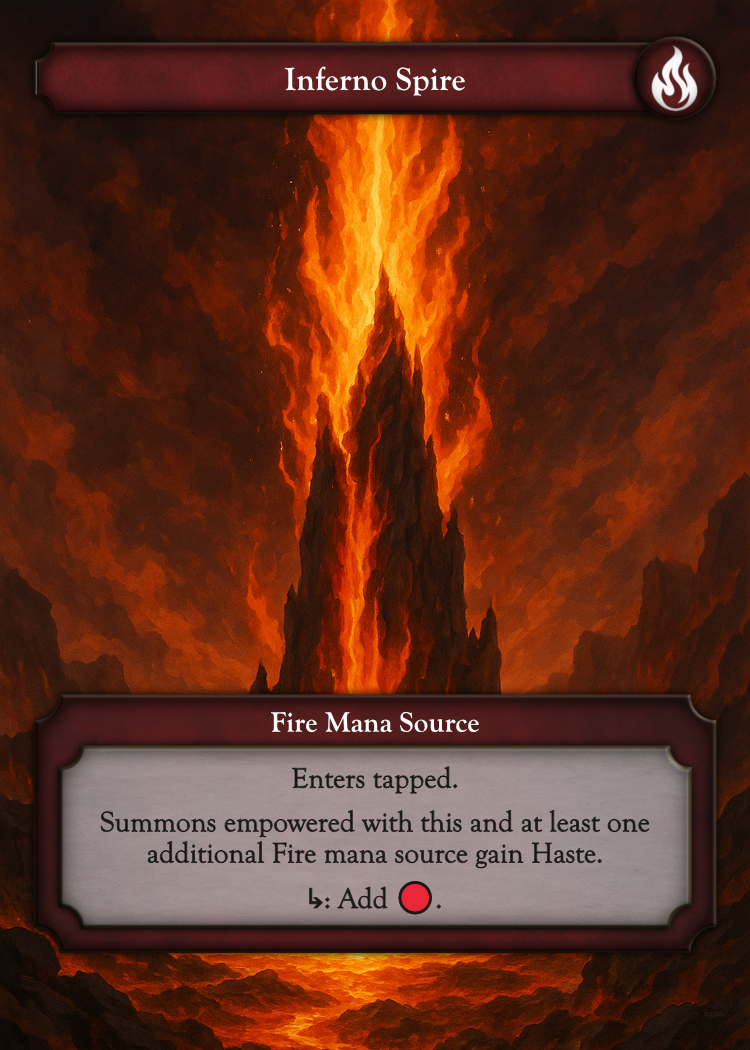 Inferno Spire
Fire Mana Source
Enters tapped.
Summons empowered with this and at least one
additional Fire mana source gain Haste.
↳: Add 🔴.